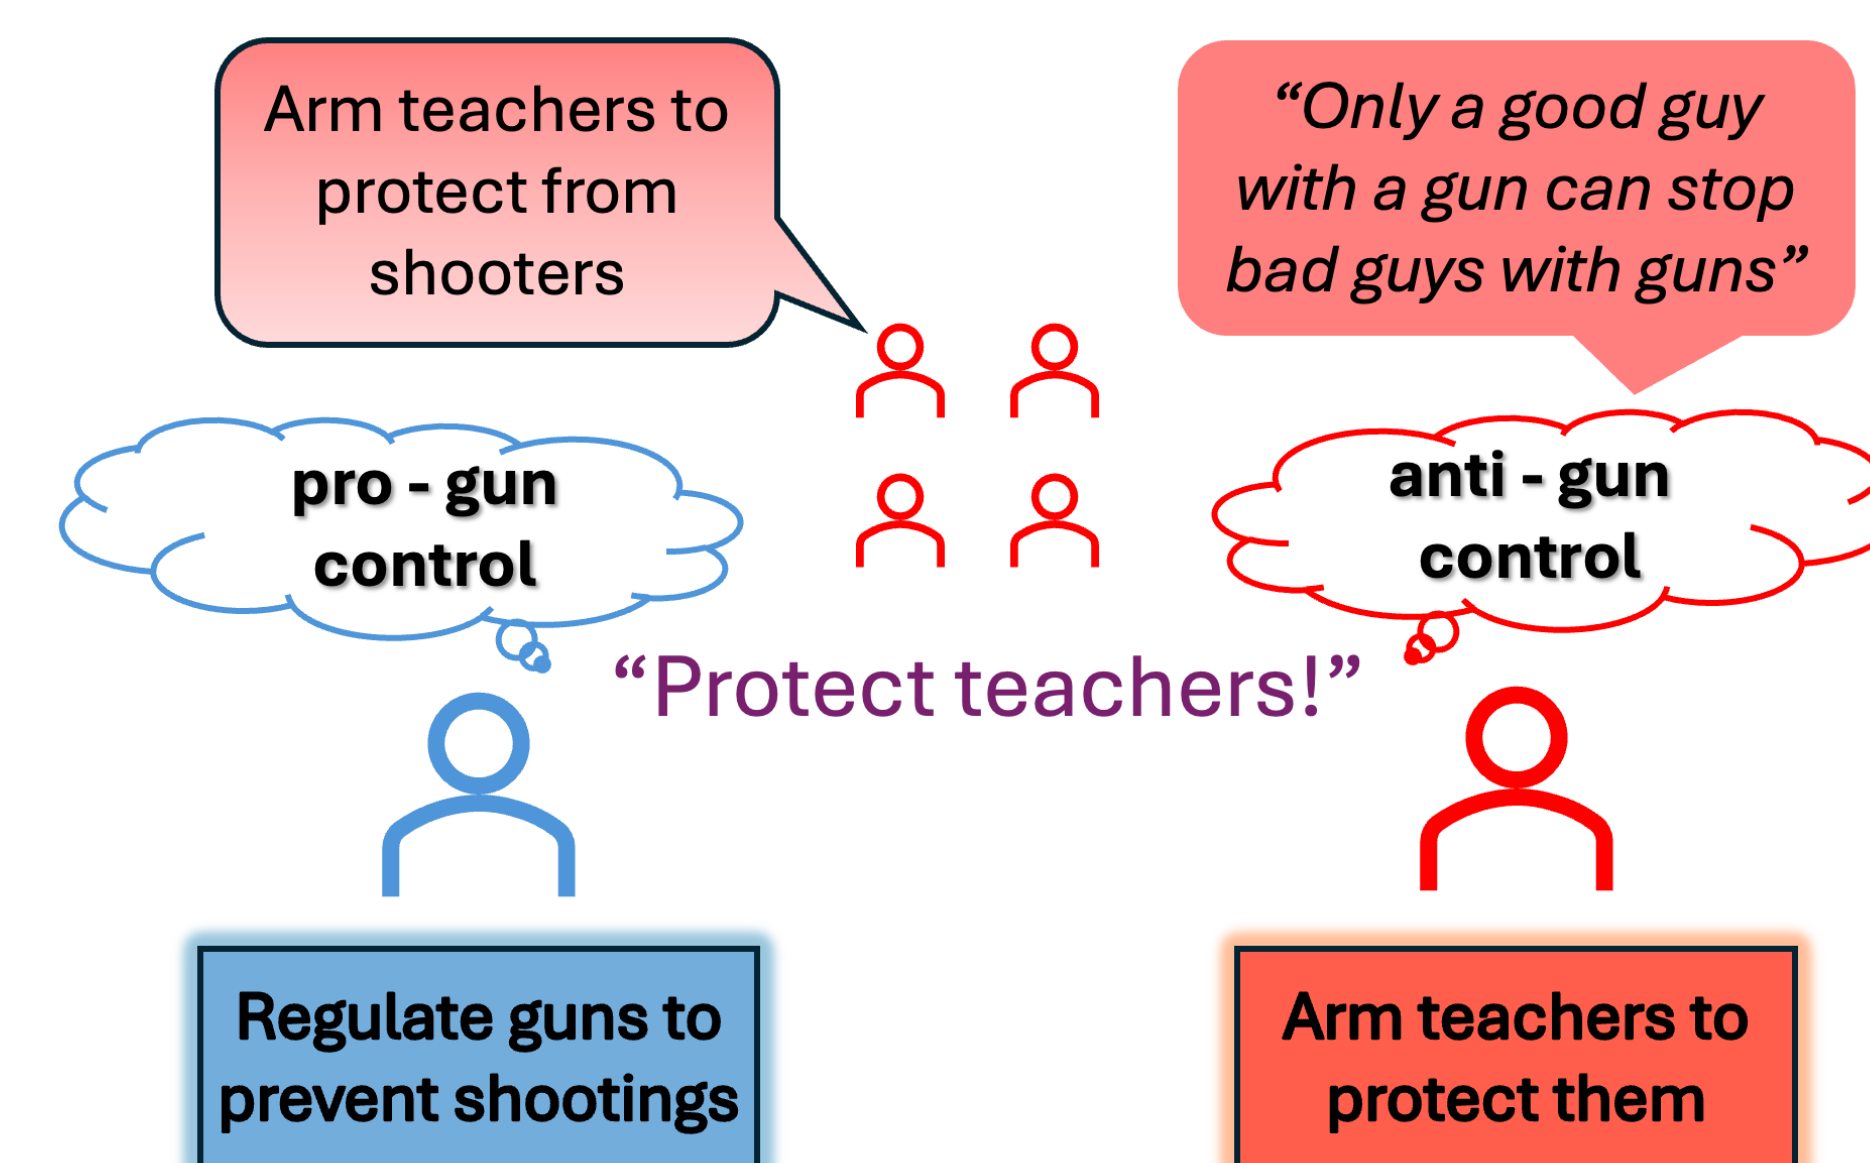 Arm teachers to
protect from
shooters
“Only a good guy
with a gun can stop
bad guys with guns”
pro - gun
control
anti - gun
control
“Protect teachers!”
Regulate guns to
prevent shootings
Arm teachers to
protect them